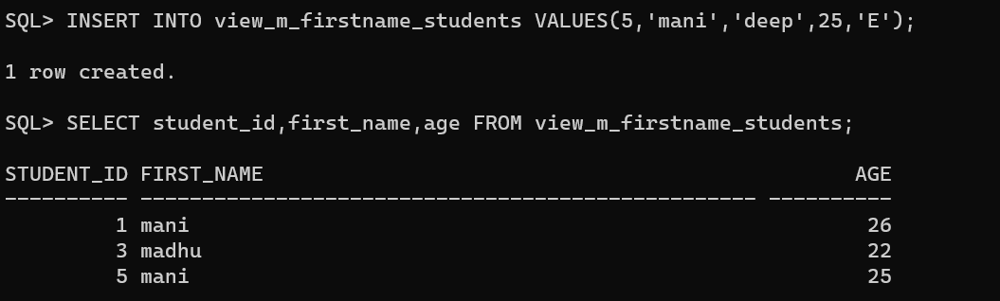 SQL> INSERT INTO view_m_firstname_students VALUES(5,'mani','deep',25,'E');
1 row created.
SQL> SELECT student_id,first_name,age FROM view_m_firstname_students;
STUDENT_ID FIRST_NAME                                                AGE
---------- -------------------------------------------------- ----------
         1 mani                                                       26
         3 madhu                                                      22
         5 mani                                                       25